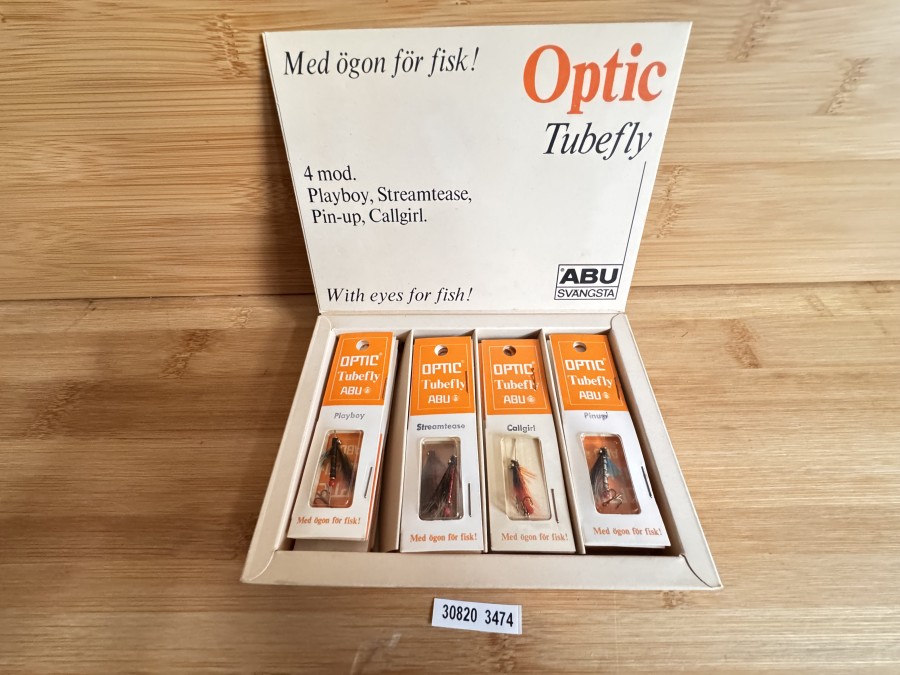 Med ögon för fisk!
Optic
Tubefly
4 mod.
Playboy, Streamtease,
Pin-up, Callgirl.
With eyes for fish!
ABU
SVÄNGSTA
OPTIC
Tubefly
ABU
Playboy
Med ögon för fisk!
OPTIC
Tubefly
ABU
Streamtease
Med ögon för fisk!
OPTIC
Tubefly
ABU
Callgirl
Med ögon för fisk!
OPTIC
Tubefly
ABU
Pinup
Med ögon för fisk!
30820 3474